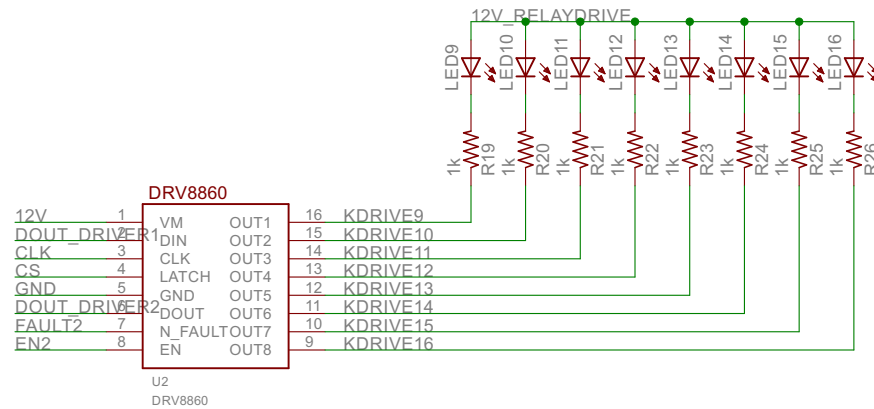 12V_RELAYDRIVE
LED9 LED10 LED11 LED12 LED13 LED14 LED15 LED16
1k R19 1k R20 1k R21 1k R22 1k R23 1k R24 1k R25 1k R26
DRV8860
12V 1 VM OUT1 16 KDRIVE9
DOUT_DRIVER1 2 DIN OUT2 15 KDRIVE10
CLK 3 CLK OUT3 14 KDRIVE11
CS 4 LATCH OUT4 13 KDRIVE12
GND 5 GND OUT5 12 KDRIVE13
DOUT_DRIVER2 6 DOUT OUT6 11 KDRIVE14
FAULT2 7 N_FAULT OUT7 10 KDRIVE15
EN2 8 EN OUT8 9 KDRIVE16
U2
DRV8860